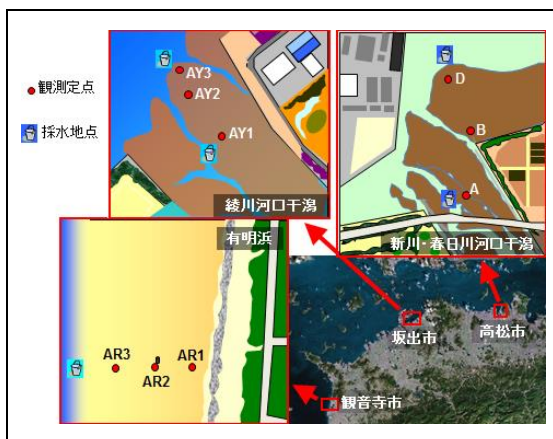 観測定点
採水地点
AY3
AY2
AY1
綾川河口干潟
D
B
A
新川・春日川河口干潟
有明浜
AR3
AR2
AR1
坂出市
高松市
観音寺市